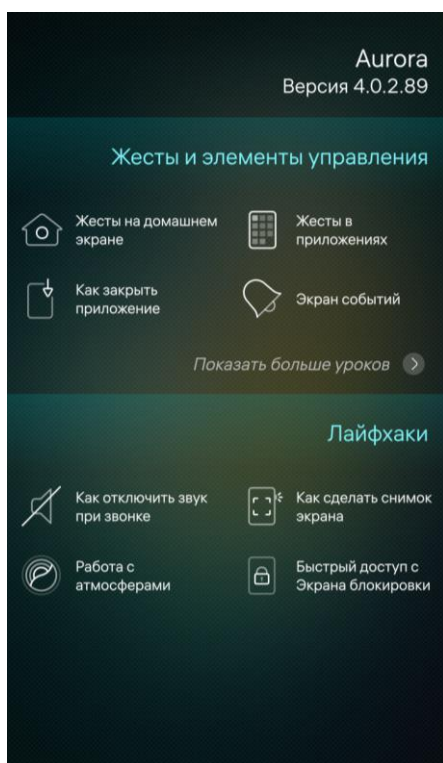 Aurora
Версия 4.0.2.89
Жесты и элементы управления
Жесты на домашнем
экране
Жесты в
приложениях
Как закрыть
приложение
Экран событий
Показать больше уроков
Лайфхаки
Как отключить звук
при звонке
Как сделать снимок
экрана
Работа с
атмосферами
Быстрый доступ с
Экрана блокировки